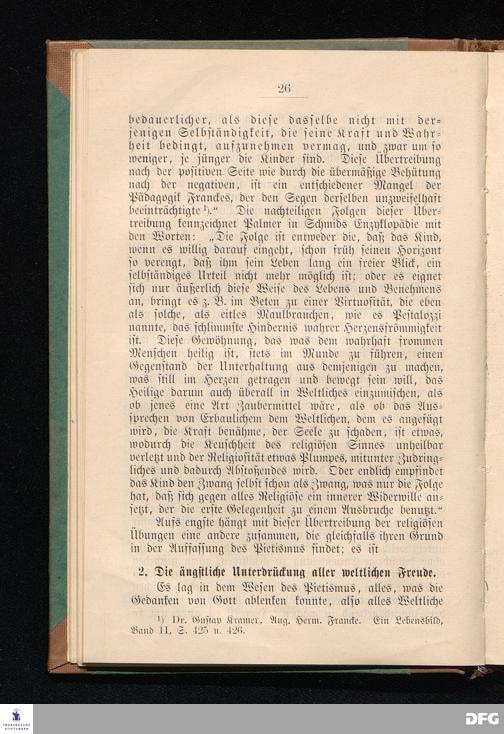 26
bedauerlicher, als diese dasselbe nicht mit der-
jenigen Selbständigkeit, die seine Kraft und Wahr-
heit bedingt, aufzunehmen vermag, und zwar um so
weniger, je jünger die Kinder sind. Diese Übertreibung
nach der positiven Seite wie durch die übermäßige Behütung
nach der negativen, ist ein entschiedener Mangel der
Pädagogik Franckes, der den Segen derselben unzweifelhaft
beeinträchtigte¹)." Die nachteiligen Folgen dieser Über-
treibung kennzeichnet Palmer in Schmids Enzyklopädie mit
den Worten: „Die Folge ist entweder die, daß das Kind,
wenn es willig darauf eingeht, schon früh seinen Horizont
so verengt, daß ihm sein Leben lang ein freier Blick, ein
selbständiges Urteil nicht mehr möglich ist; oder es eignet
sich nur äußerlich diese Weise des Lebens und Benehmens
an, bringt es z. B. im Beten zu einer Virtuosität, die eben
als solche, als eitles Maulbrauchen, wie es Pestalozzi
nannte, das schlimmste Hindernis wahrer Herzensfrömmigkeit
ist. Diese Gewöhnung, das was dem wahrhaft frommen
Menschen heilig ist, stets im Munde zu führen, einen
Gegenstand der Unterhaltung aus demjenigen zu machen,
was still im Herzen getragen und bewegt sein will, das
Heilige darum auch überall in Weltliches einzumischen, als
ob jenes eine Art Zaubermittel wäre, als ob das Aus-
sprechen von Erbaulichem dem Weltlichen, dem es angefügt
wird, die Kraft benähme, der Seele zu schaden, ist etwas,
wodurch die Keuschheit des religiösen Sinnes unheilbar
verletzt und der Religiosität etwas Plumpes, mitunter Zudring-
liches und dadurch Abstoßendes wird. Oder endlich empfindet
das Kind den Zwang selbst schon als Zwang, was nur die Folge
hat, daß sich gegen alles Religiöse ein innerer Widerwille an-
setzt, der die erste Gelegenheit zu einem Ausbruche benutzt."
Aufs engste hängt mit dieser Übertreibung der religiösen
Übungen eine andere zusammen, die gleichfalls ihren Grund
in der Auffassung des Pietismus findet; es ist
2. Die ängstliche Unterdrückung aller weltlichen Freude.
Es lag in dem Wesen des Pietismus, alles, was die
Gedanken von Gott ablenken konnte, also alles Weltliche
¹) Dr. Gustav Kramer, Aug. Herm. Francke. Ein Lebensbild,
Band II, S. 425 u. 426.
FRANCKESCHE
STIFTUNGEN
DFG